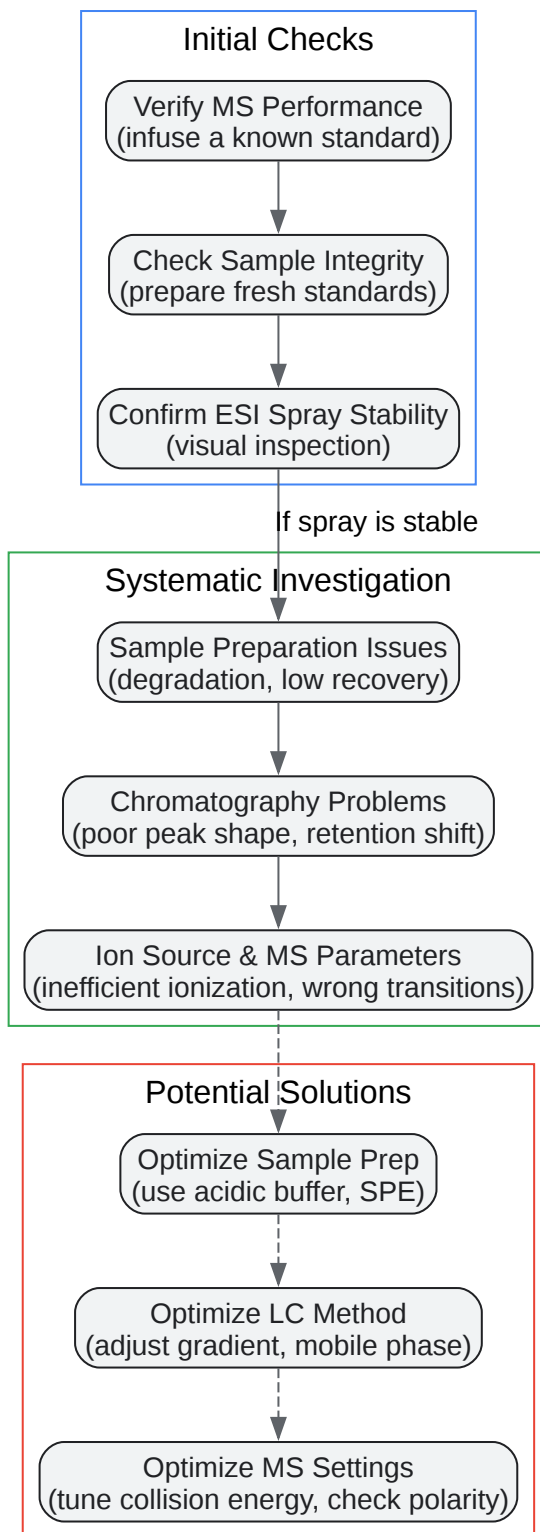 Initial Checks
Verify MS Performance
(infuse a known standard)
Check Sample Integrity
(prepare fresh standards)
Confirm ESI Spray Stability
(visual inspection)
If spray is stable
Systematic Investigation
Sample Preparation Issues
(degradation, low recovery)
Chromatography Problems
(poor peak shape, retention shift)
Ion Source & MS Parameters
(inefficient ionization, wrong transitions)
Potential Solutions
Optimize Sample Prep
(use acidic buffer, SPE)
Optimize LC Method
(adjust gradient, mobile phase)
Optimize MS Settings
(tune collision energy, check polarity)